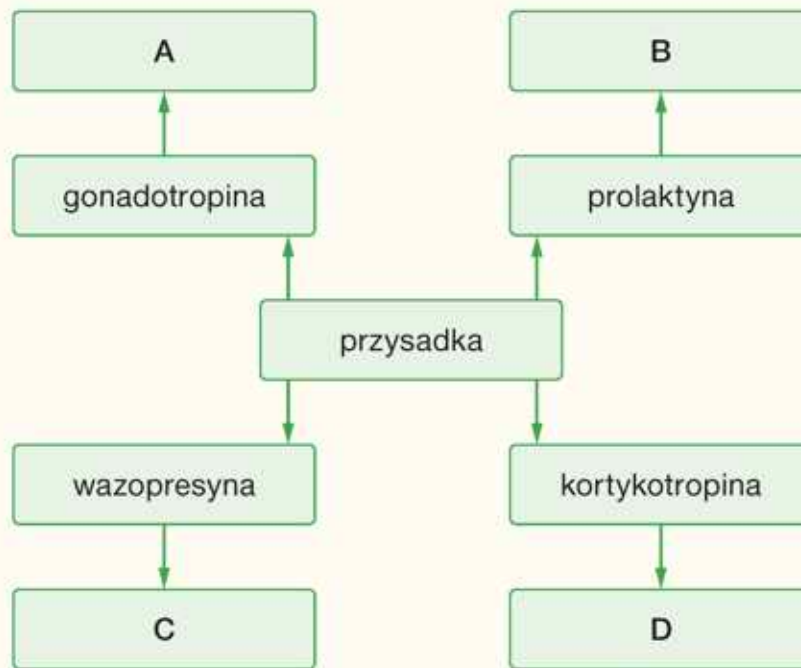 A
B
gonadotropina
prolaktyna
przysadka
wazopresyna
kortykotropina
C
D